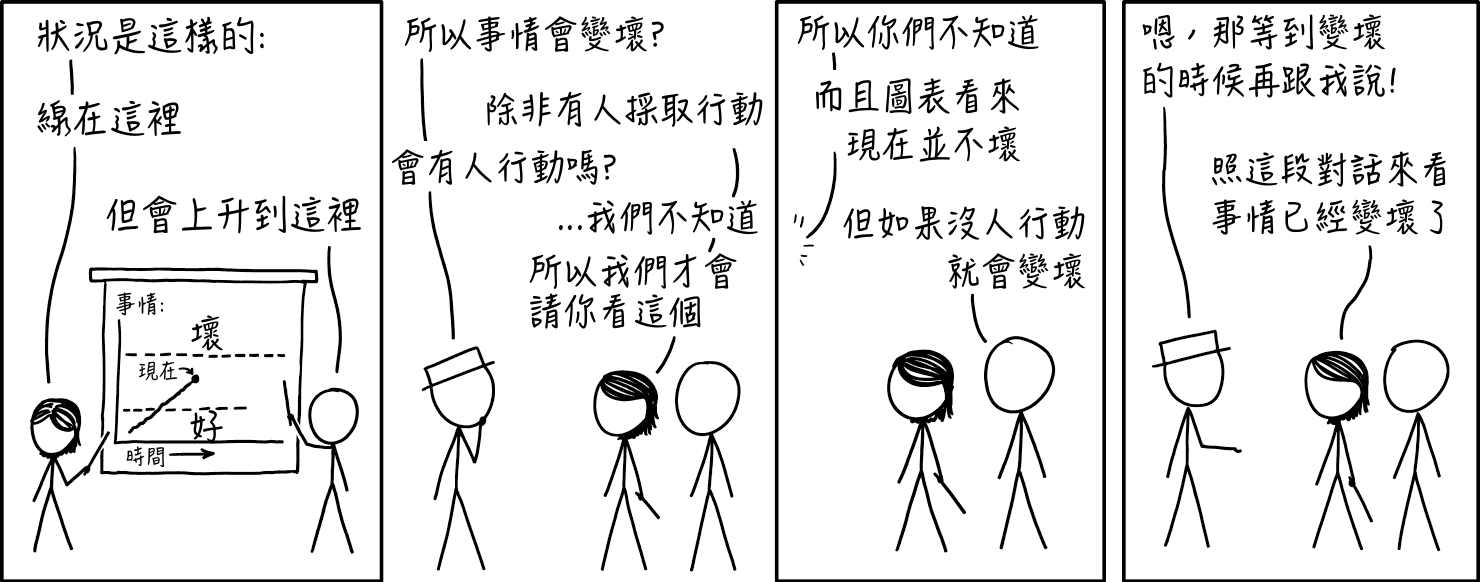 狀況是這樣的:
線在這裡
但會上升到這裡
事情:
壞
現在
好
時間
所以事情會變壞?
除非有人採取行動
會有人行動嗎?
...我們不知道
所以我們才會
請你看這個
所以你們不知道
而且圖表看來
現在並不壞
但如果沒人行動
就會變壞
嗯，那等到變壞
的時候再跟我說!
照這段對話來看
事情已經變壞了